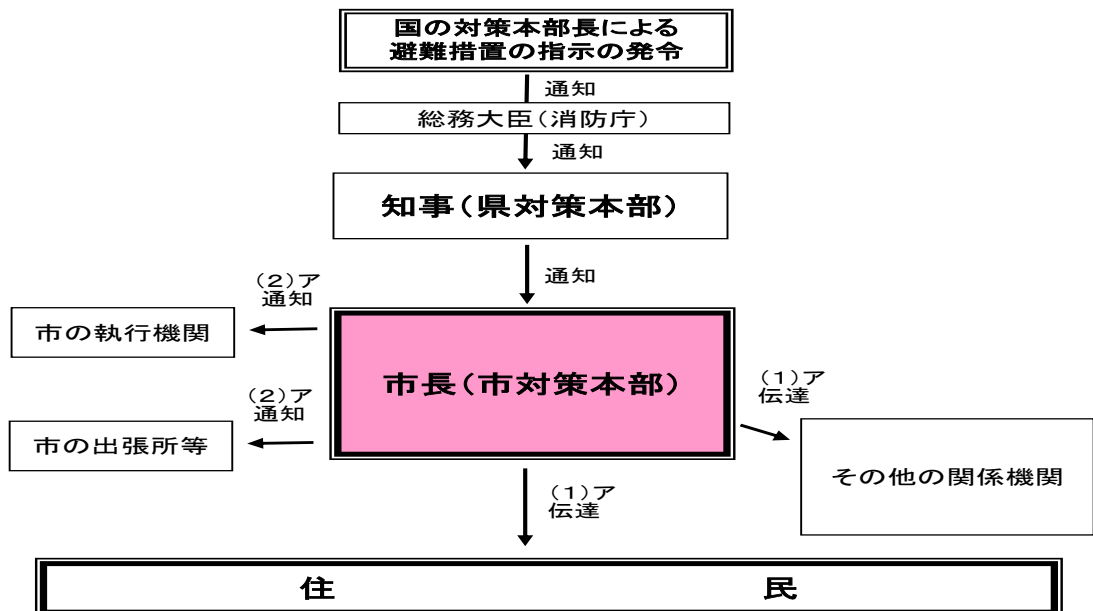 国の対策本部長による
避難措置の指示の発令
通知
総務大臣(消防庁)
通知
知事(県対策本部)
通知
(2)ア
通知
市の執行機関
市長(市対策本部)
(1)ア
伝達
(2)ア
通知
市の出張所等
その他の関係機関
(1)ア
伝達
住 民